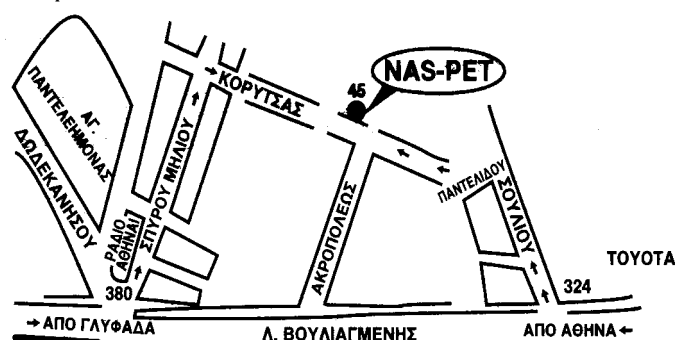 NAS-PET
45
ΚΟΡΥΤΣΑΣ
ΑΓ.
ΠΑΝΤΕΛΕΗΜΟΝΑΣ
ΔΩΔΕΚΑΝΗΣΟΥ
ΣΠΥΡΟΥ ΜΗΛΙΟΥ
ΡΑΔΙΟ
ΑΘΗΝΑΙ
ΑΚΡΟΠΟΛΕΩΣ
ΠΑΝΤΕΛΙΔΟΥ
ΣΟΥΛΙΟΥ
TOYOTA
380
324
ΑΠΟ ΓΛΥΦΑΔΑ
Λ. ΒΟΥΛΙΑΓΜΕΝΗΣ
ΑΠΟ ΑΘΗΝΑ